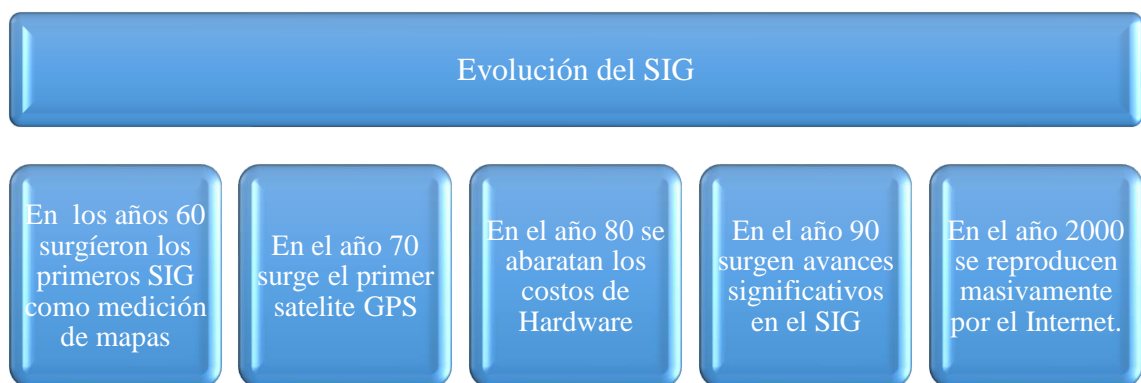 Evolución del SIG
En los años 60
surgíeron los
primeros SIG
como medición
de mapas
En el año 70
surge el primer
satelite GPS
En el año 80 se
abaratan los
costos de
Hardware
En el año 90
surgen avances
significativos
en el SIG
En el año 2000
se reproducen
masivamente
por el Internet.